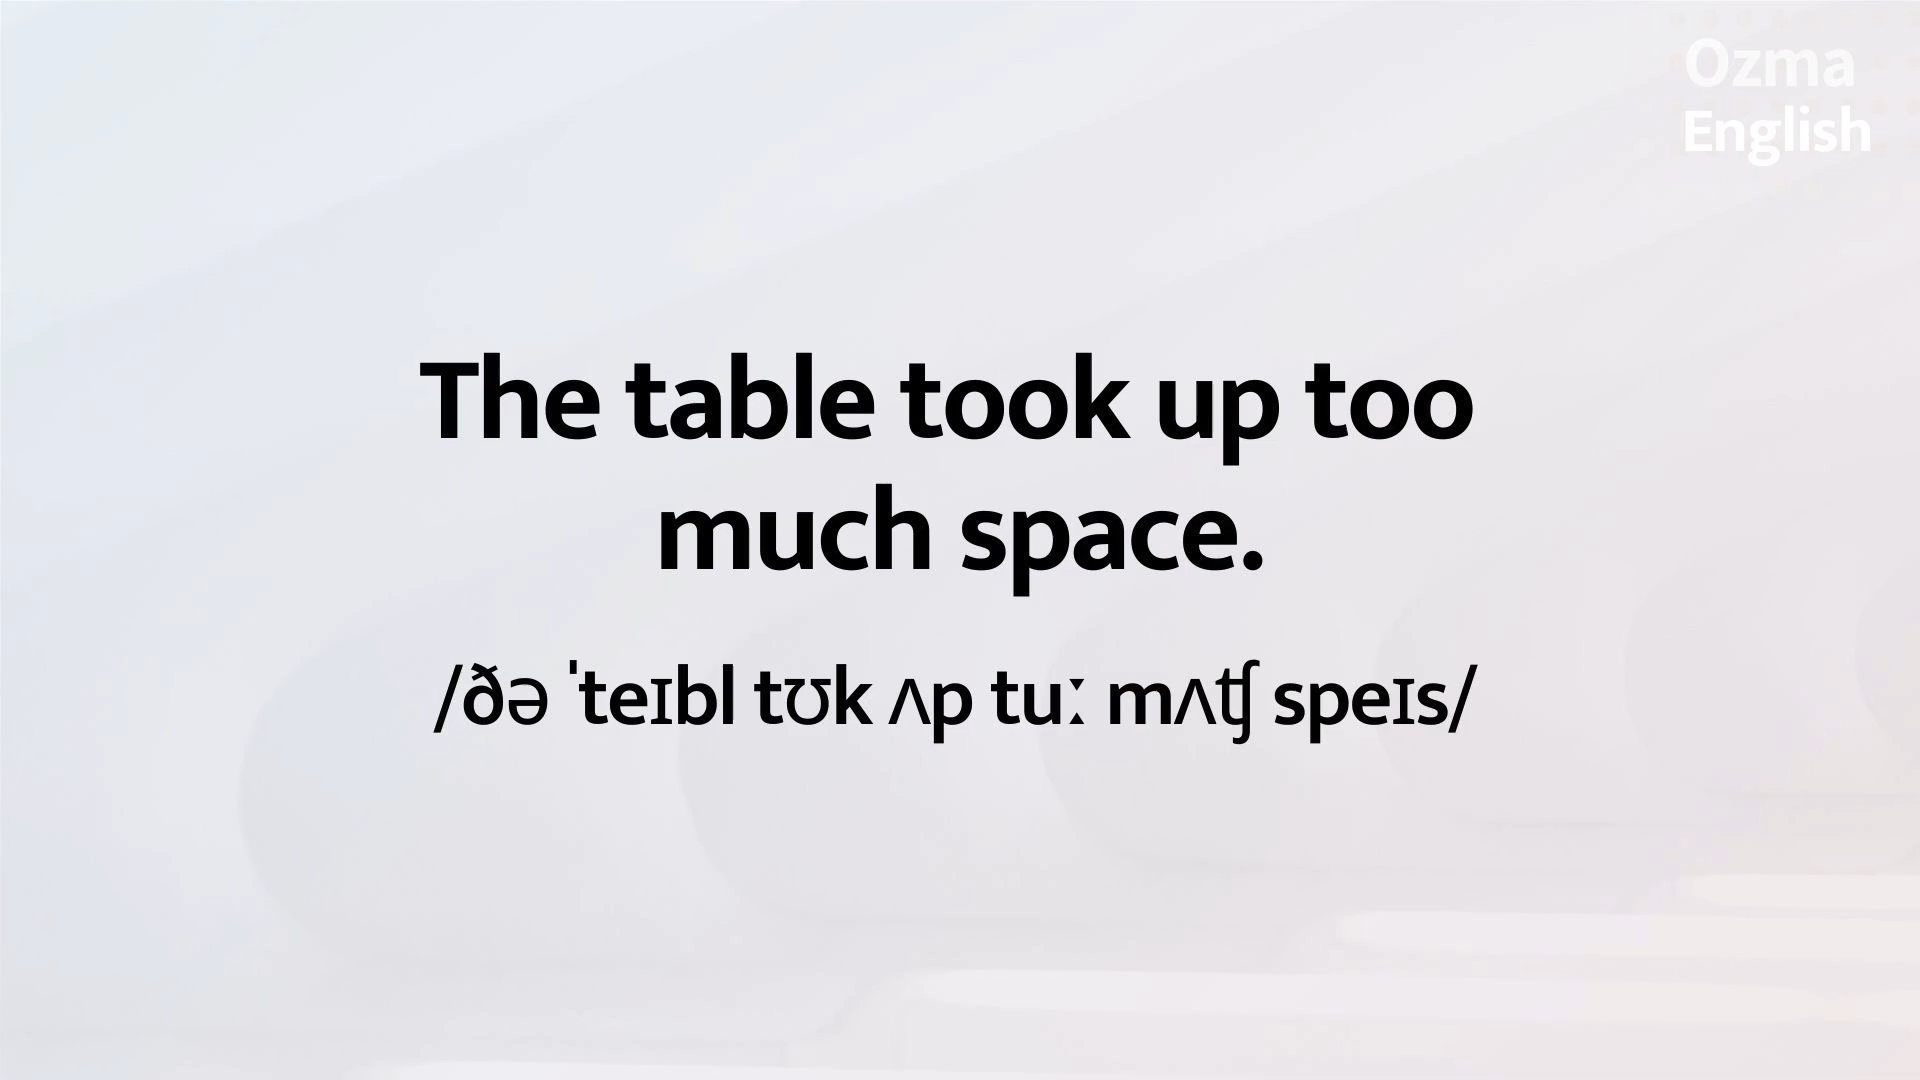 Ozma
English
The table took up too
much space.
/ðə ˈteɪbl tʊk ʌp tuː mʌʧ speɪs/